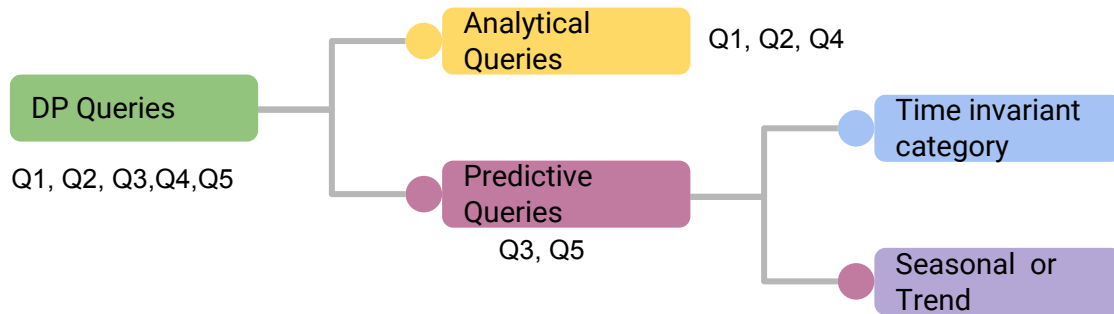 Analytical
Queries
Q1, Q2, Q4
DP Queries
Q1, Q2, Q3,Q4,Q5
Predictive
Queries
Q3, Q5
Time invariant
category
Seasonal or
Trend